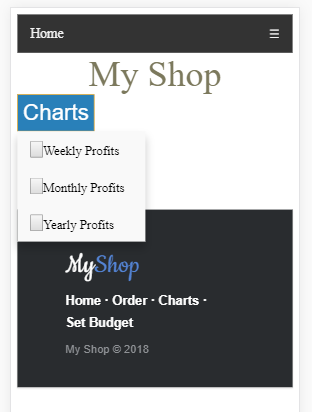 Home ☰
My Shop
Charts
Weekly Profits
Monthly Profits
Yearly Profits
MyShop
Home · Order · Charts ·
Set Budget
My Shop © 2018